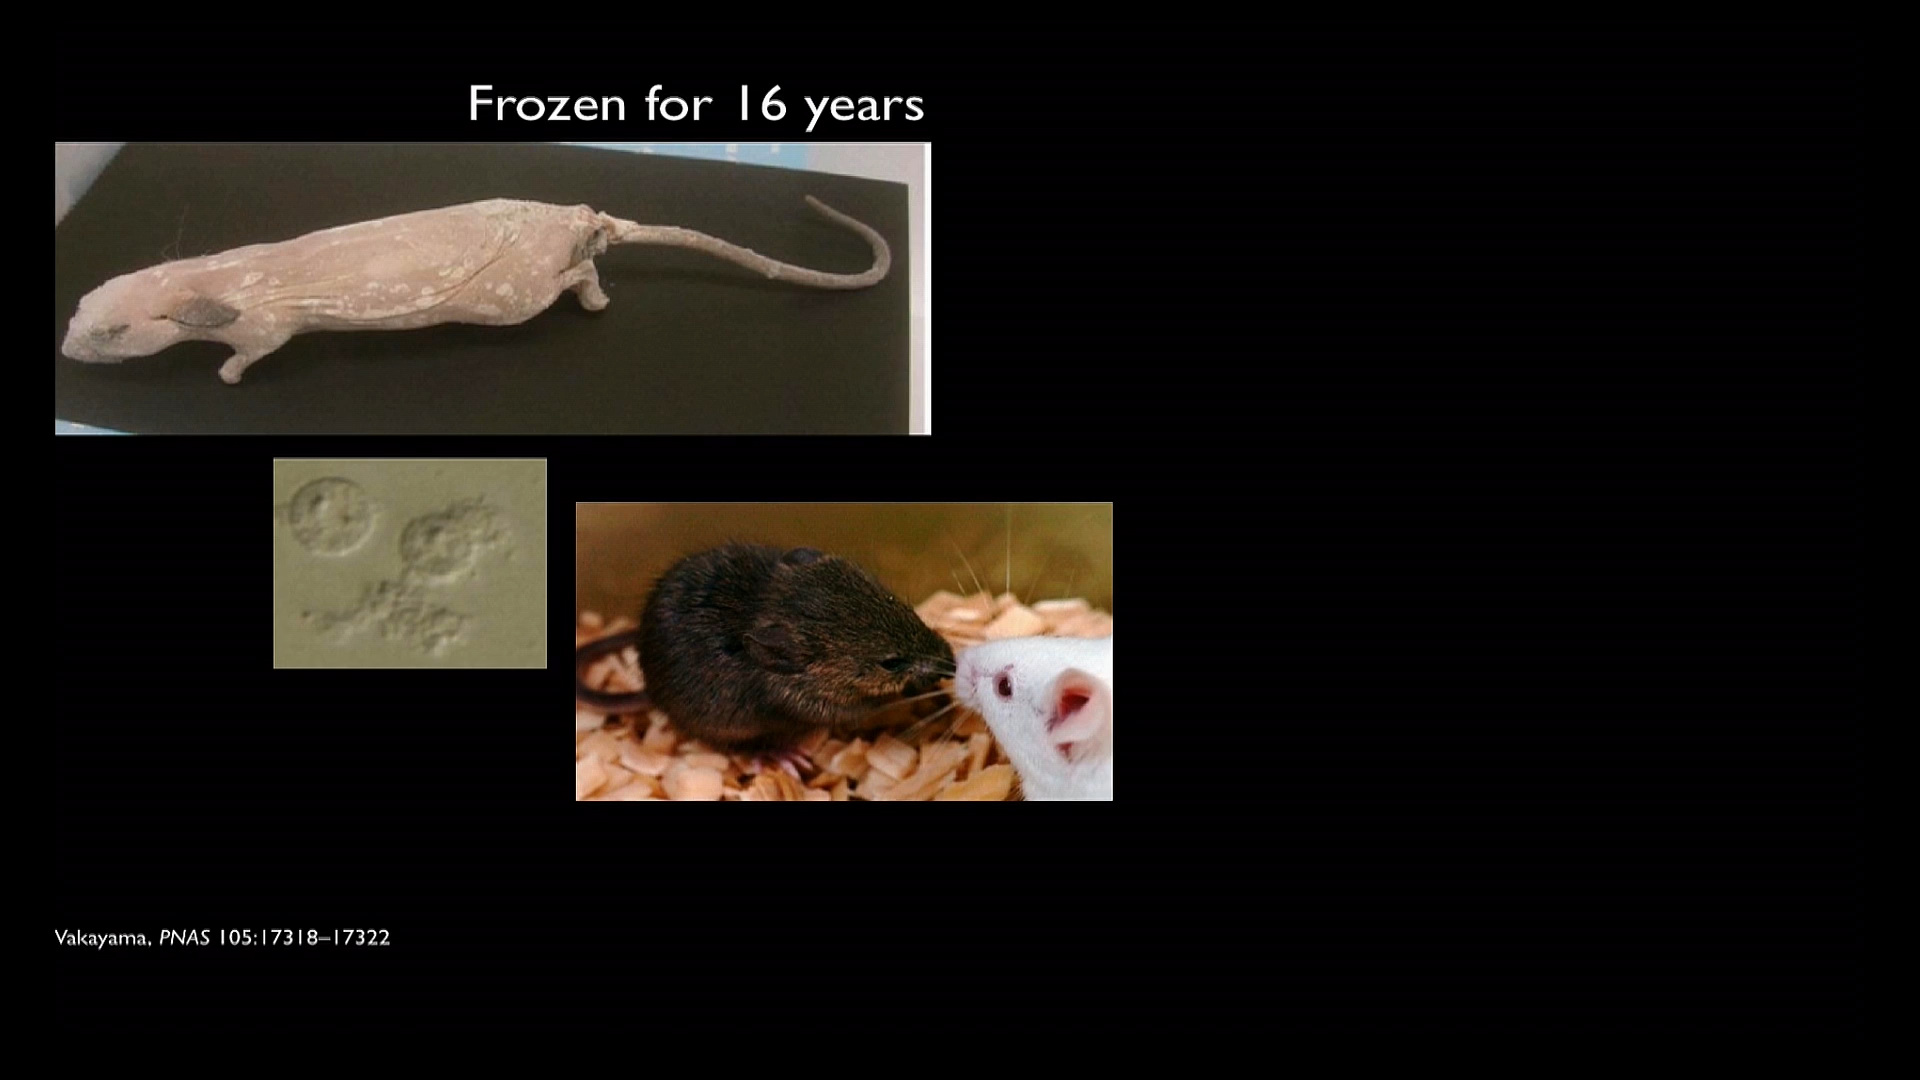 Frozen for 16 years
Vakayama, PNAS 105:17318–17322